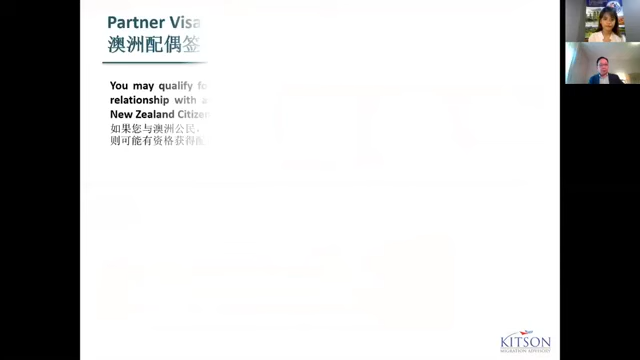 Partner Visa
澳洲配偶签
You may qualify fo
relationship with a
New Zealand Citizen
如果您与澳洲公民，
则可能有资格获得配
KITSON
MIGRATION ADVISORY